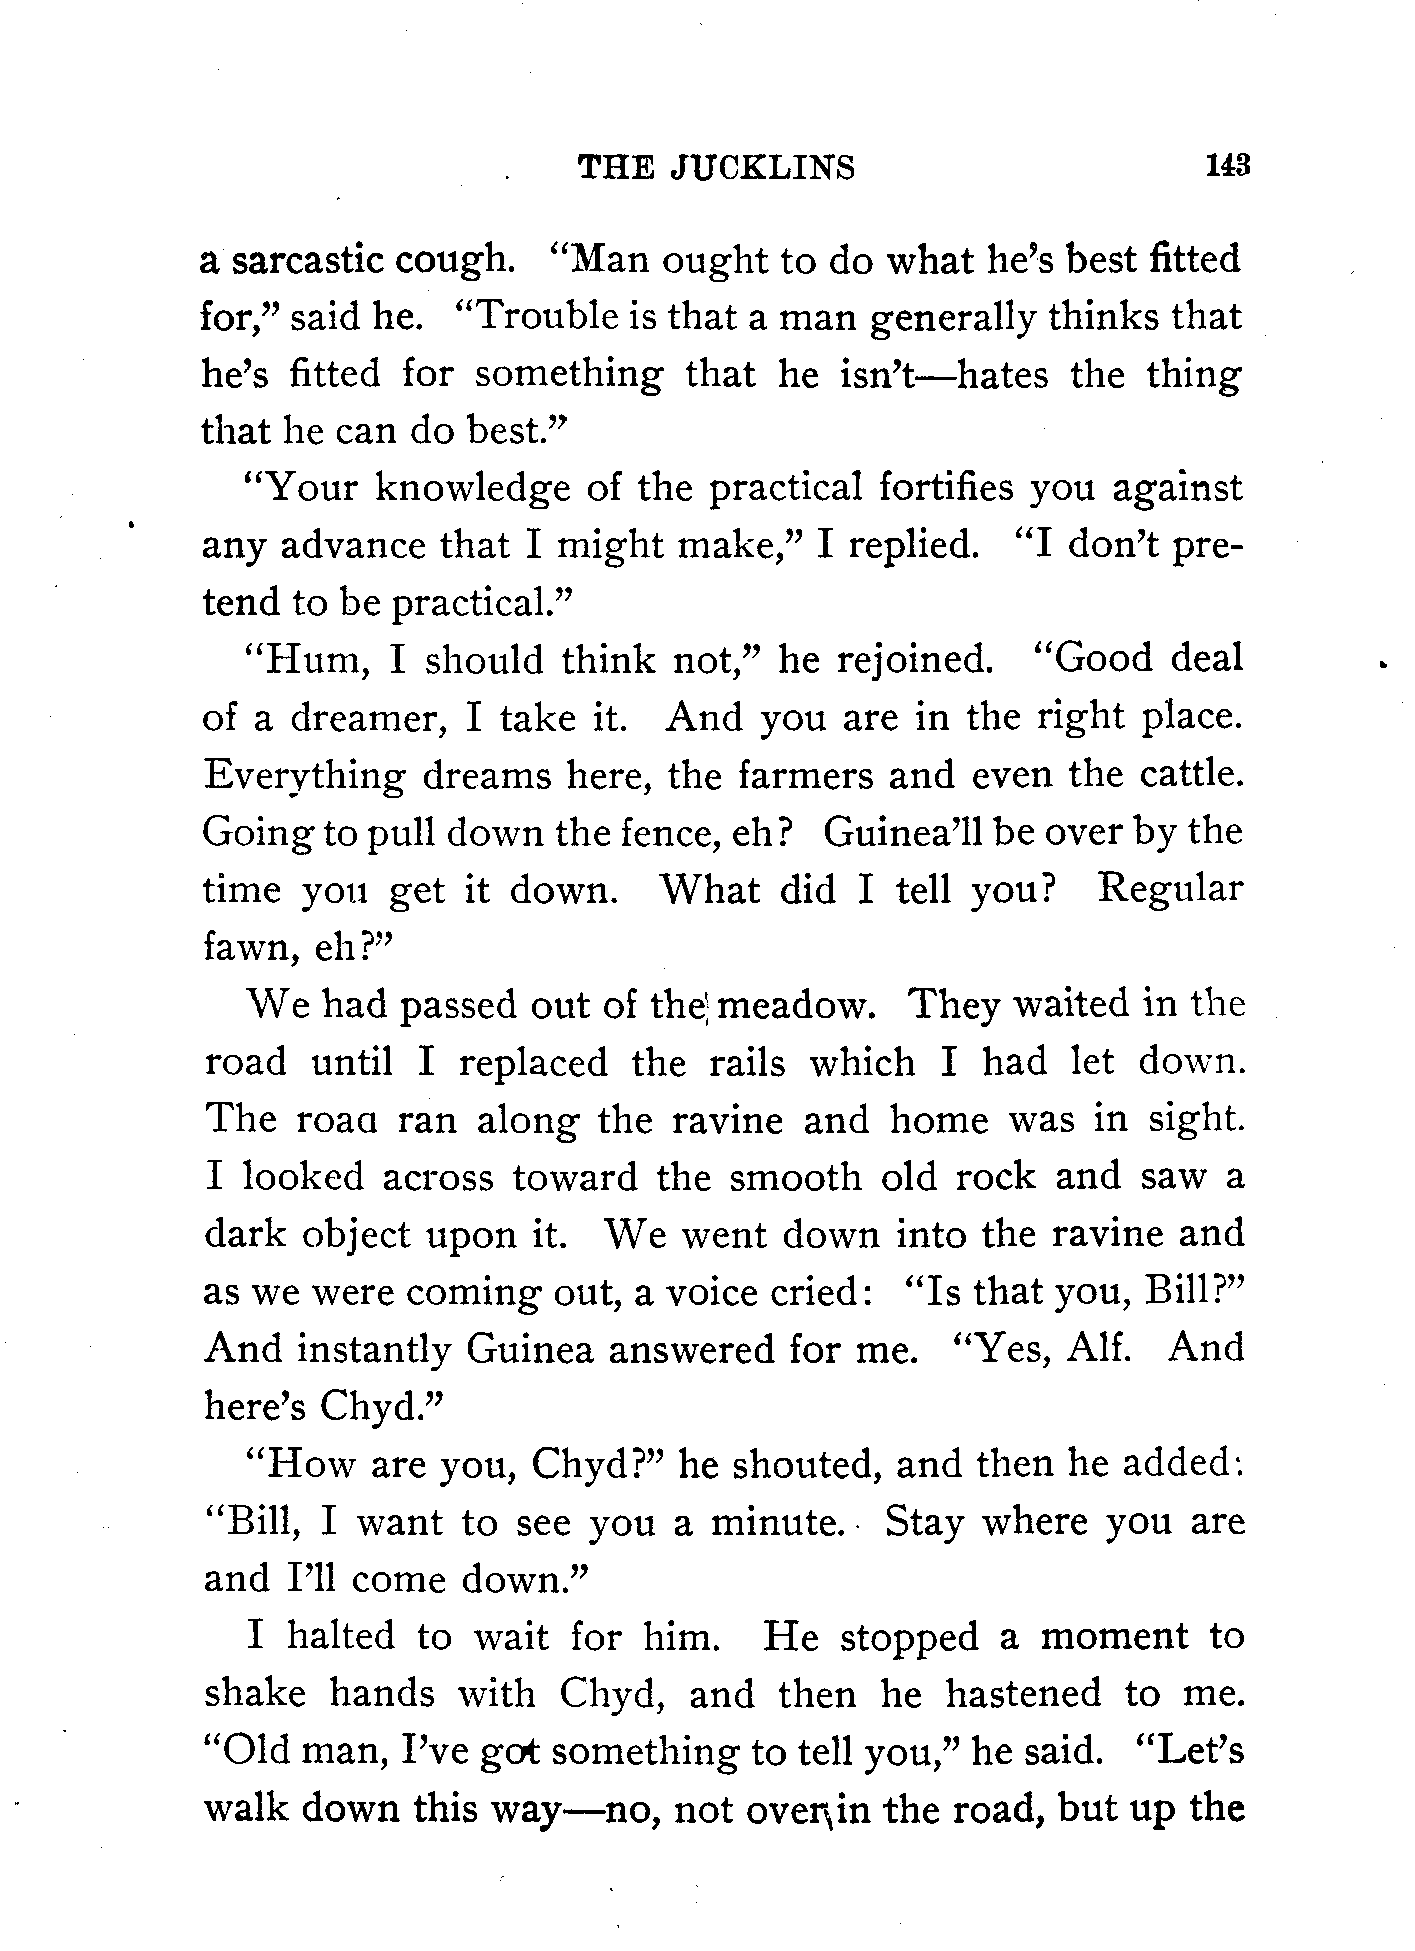 THE JUCKLINS 143
a sarcastic cough. “Man ought to do what he’s best fitted
for,” said he. “Trouble is that a man generally thinks that
he’s fitted for something that he isn’t—hates the thing
that he can do best.”
“Your knowledge of the practical fortifies you against
any advance that I might make,” I replied. “I don’t pre-
tend to be practical.”
“Hum, I should think not,” he rejoined. “Good deal
of a dreamer, I take it. And you are in the right place.
Everything dreams here, the farmers and even the cattle.
Going to pull down the fence, eh? Guinea’ll be over by the
time you get it down. What did I tell you? Regular
fawn, eh?”
We had passed out of the meadow. They waited in the
road until I replaced the rails which I had let down.
The road ran along the ravine and home was in sight.
I looked across toward the smooth old rock and saw a
dark object upon it. We went down into the ravine and
as we were coming out, a voice cried: “Is that you, Bill?”
And instantly Guinea answered for me. “Yes, Alf. And
here’s Chyd.”
“How are you, Chyd?” he shouted, and then he added:
“Bill, I want to see you a minute. Stay where you are
and I’ll come down.”
I halted to wait for him. He stopped a moment to
shake hands with Chyd, and then he hastened to me.
“Old man, I’ve got something to tell you,” he said. “Let’s
walk down this way—no, not over in the road, but up the